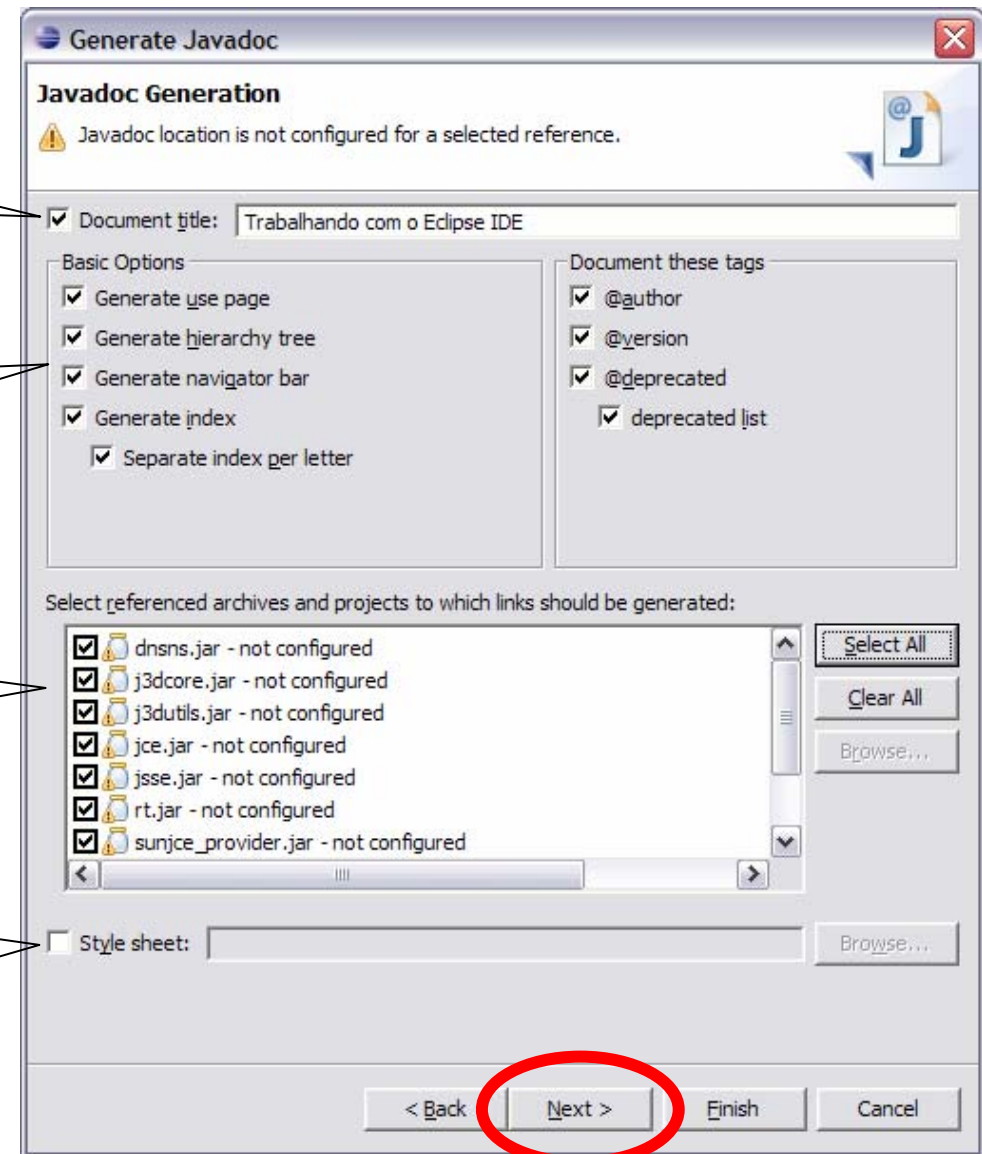 Generate Javadoc
Javadoc Generation
Javadoc location is not configured for a selected reference.
@
J
Document title: Trabalhando com o Eclipse IDE
Basic Options
Generate use page
Generate hierarchy tree
Generate navigator bar
Generate index
Separate index per letter
Document these tags
@author
@version
@deprecated
deprecated list
Select referenced archives and projects to which links should be generated:
dnsns.jar - not configured
j3dcore.jar - not configured
j3dutils.jar - not configured
jce.jar - not configured
jsse.jar - not configured
rt.jar - not configured
sunjce_provider.jar - not configured
Select All
Clear All
Browse...
Style sheet:
Browse...
< Back
Next >
Finish
Cancel